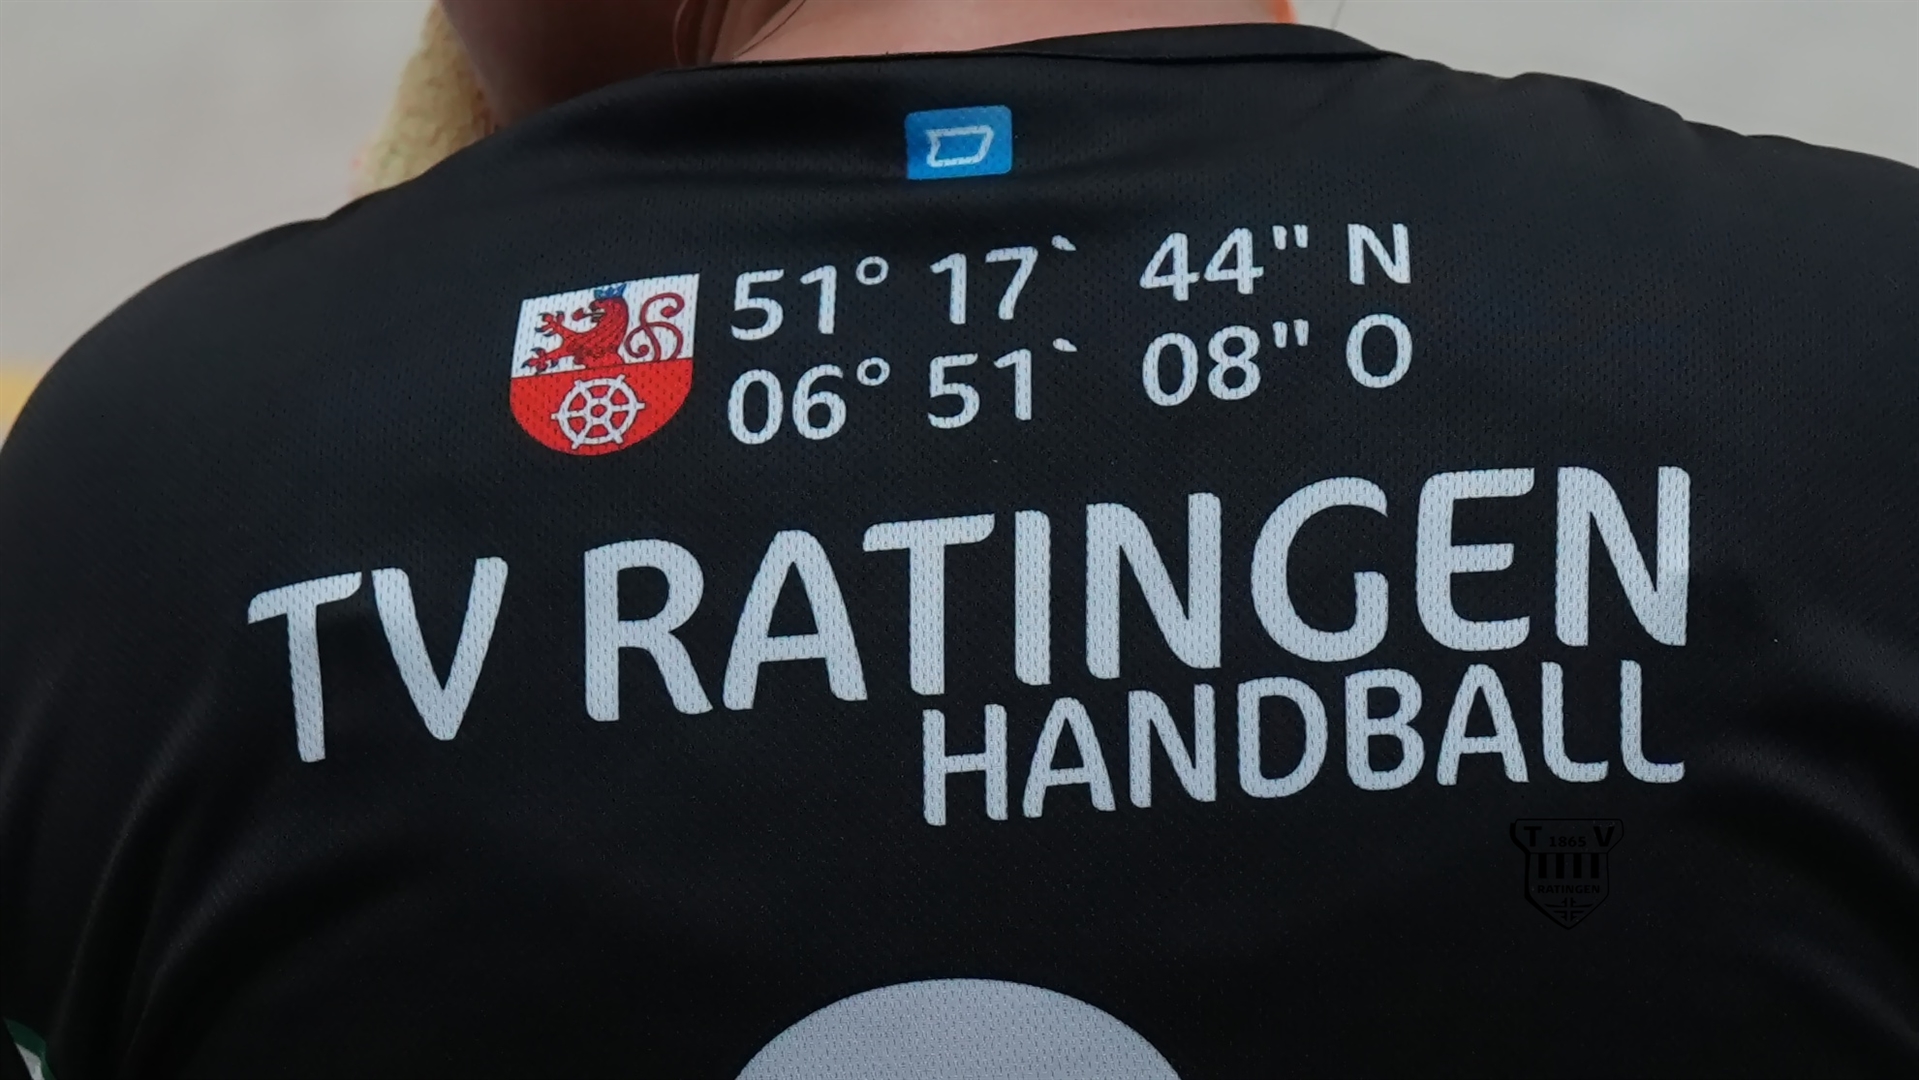 51° 17` 44" N
06° 51` 08" O
TV RATINGEN
HANDBALL
T 1865 V
RATINGEN